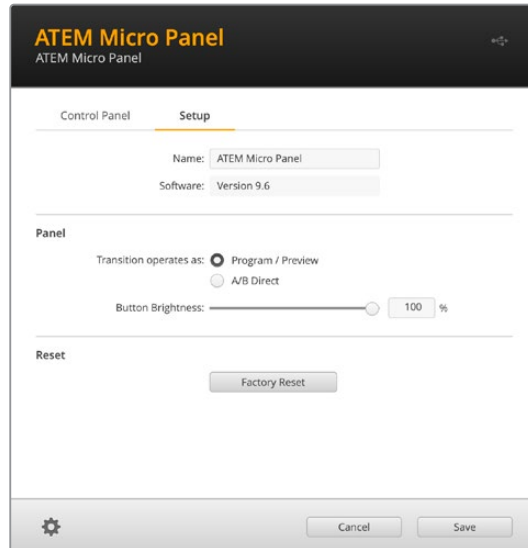 ATEM Micro Panel
ATEM Micro Panel
Control Panel Setup
Name: ATEM Micro Panel
Software: Version 9.6
Panel
Transition operates as: Program / Preview
A/B Direct
Button Brightness: 100 %
Reset
Factory Reset
Cancel Save